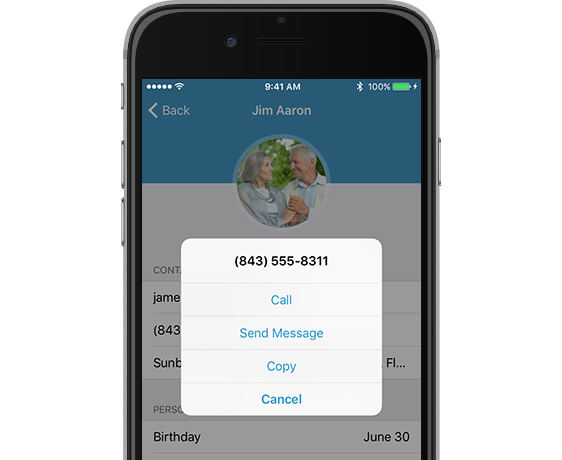 9:41 AM
100%
Back
Jim Aaron
(843) 555-8311
CONT
Call
jame
Send Message
(843
Copy
Sunb
, Fl...
Cancel
PERSO
Birthday
June 30